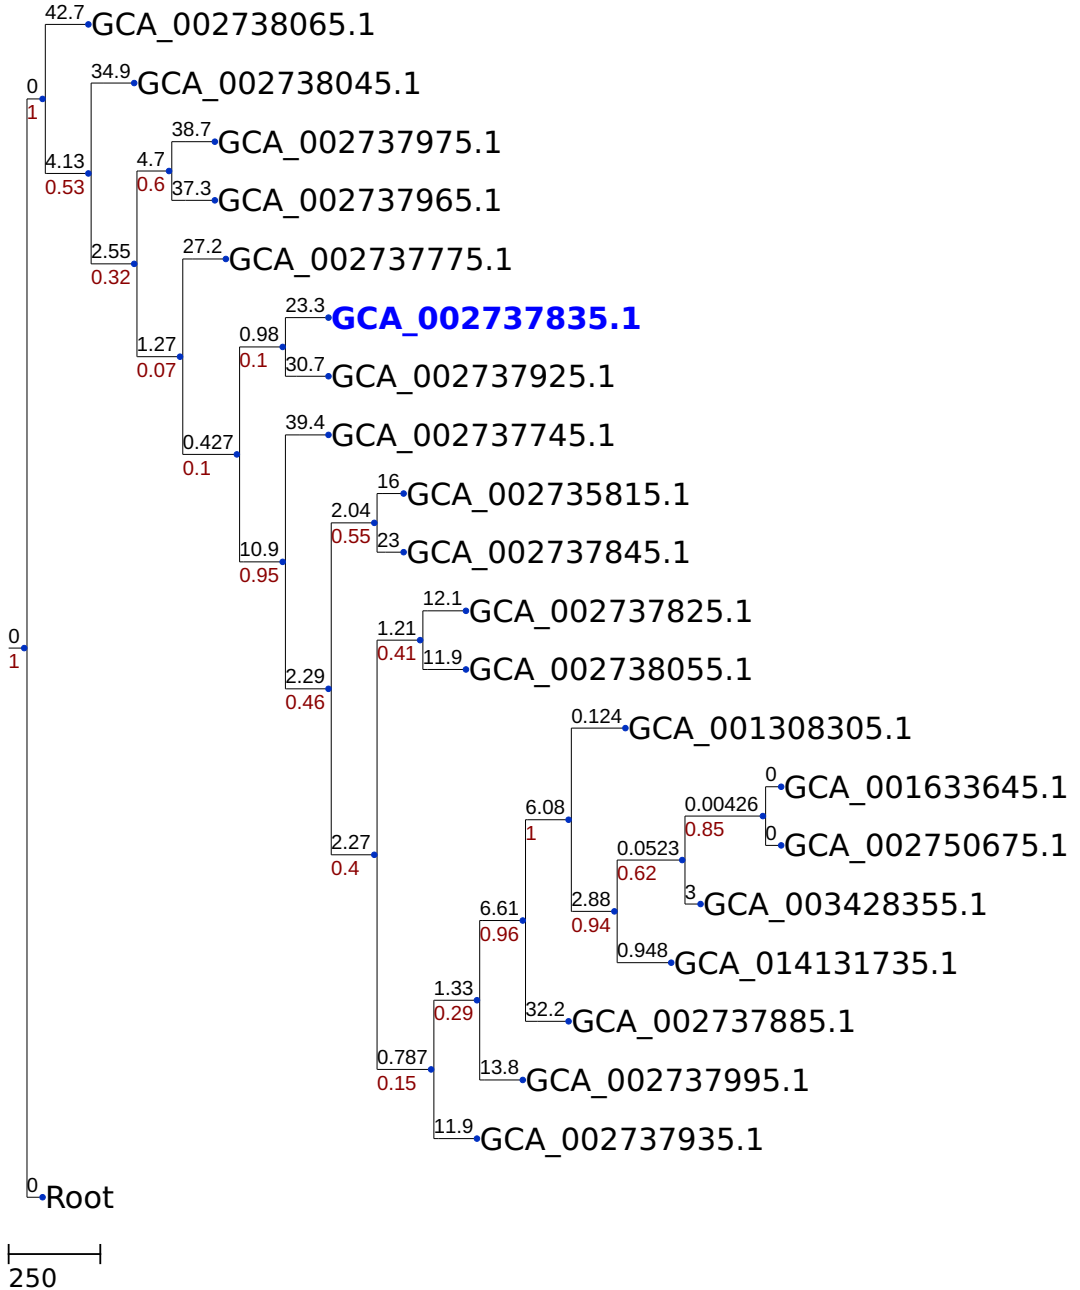 42.7
GCA_002738065.1
34.9
GCA_002738045.1
0
1
38.7
GCA_002737975.1
4.13
0.53
4.7
0.6
37.3
GCA_002737965.1
2.55
0.32
27.2
GCA_002737775.1
23.3
GCA_002737835.1
1.27
0.07
0.98
0.1
30.7
GCA_002737925.1
39.4
GCA_002737745.1
0.427
0.1
16
GCA_002735815.1
2.04
0.55
23
GCA_002737845.1
10.9
0.95
12.1
GCA_002737825.1
0
1
1.21
0.41
11.9
GCA_002738055.1
2.29
0.46
0.124
GCA_001308305.1
0
GCA_001633645.1
6.08
1
0.00426
0.85
0
GCA_002750675.1
2.27
0.4
0.0523
0.62
3
GCA_003428355.1
6.61
0.96
2.88
0.94
0.948
GCA_014131735.1
1.33
0.29
32.2
GCA_002737885.1
0.787
0.15
13.8
GCA_002737995.1
11.9
GCA_002737935.1
0
Root
250